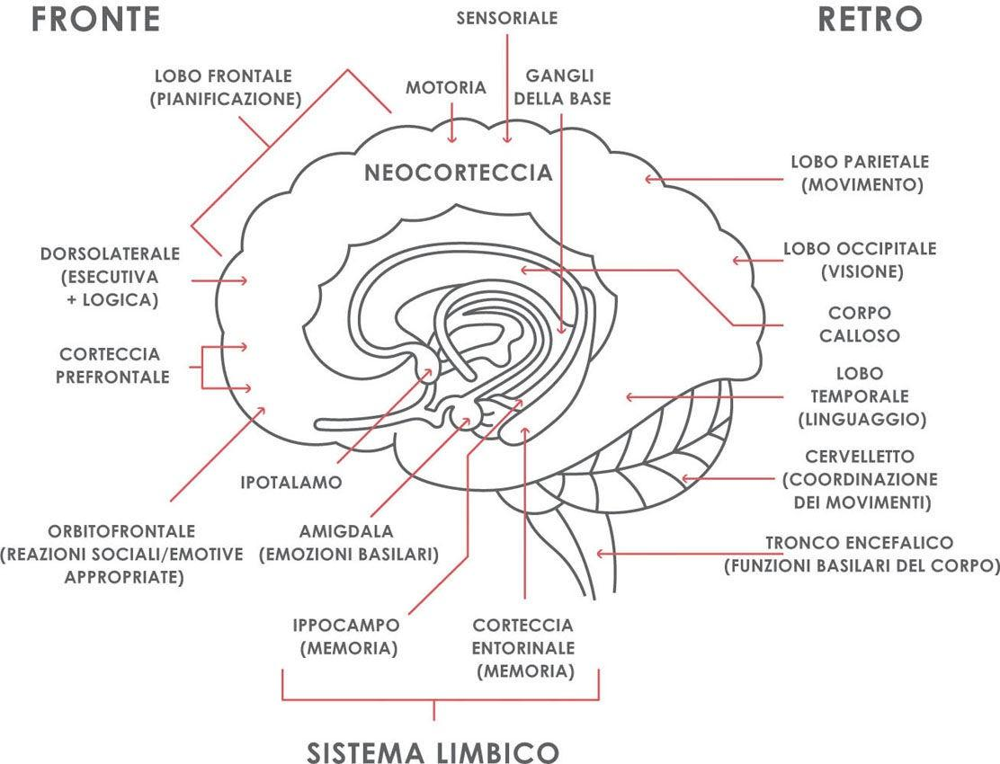 FRONTE
RETRO
SENSORIALE
LOBO FRONTALE
(PIANIFICAZIONE)
MOTORIA
GANGLI
DELLA BASE
NEOCORTECCIA
LOBO PARIETALE
(MOVIMENTO)
DORSOLATERALE
(ESECUTIVA
+ LOGICA)
LOBO OCCIPITALE
(VISIONE)
CORPO
CALLOSO
CORTECCIA
PREFRONTALE
LOBO
TEMPORALE
(LINGUAGGIO)
CERVELLETTO
(COORDINAZIONE
DEI MOVIMENTI)
IPOTALAMO
ORBITOFRONTALE
(REAZIONI SOCIALI/EMOTIVE
APPROPRIATE)
AMIGDALA
(EMOZIONI BASILARI)
TRONCO ENCEFALICO
(FUNZIONI BASILARI DEL CORPO)
IPPOCAMPO
(MEMORIA)
CORTECCIA
ENTORINALE
(MEMORIA)
SISTEMA LIMBICO